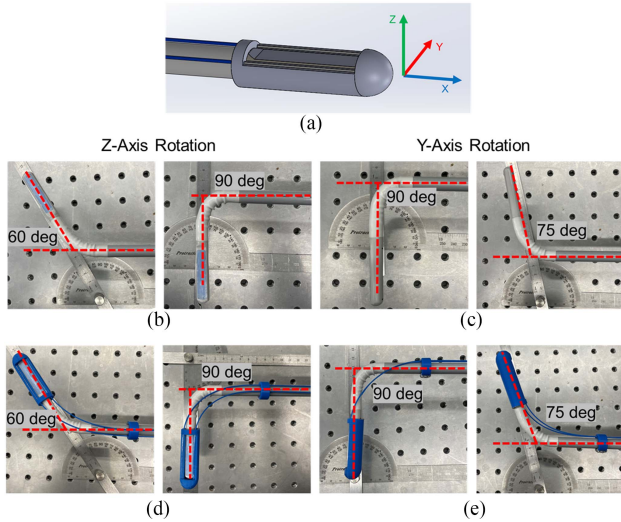 Z
Y
X
(a)
Z-Axis Rotation
Y-Axis Rotation
60 deg
90 deg
90 deg
75 deg
(b)
(c)
60 deg
90 deg
90 deg
75 deg
(d)
(e)